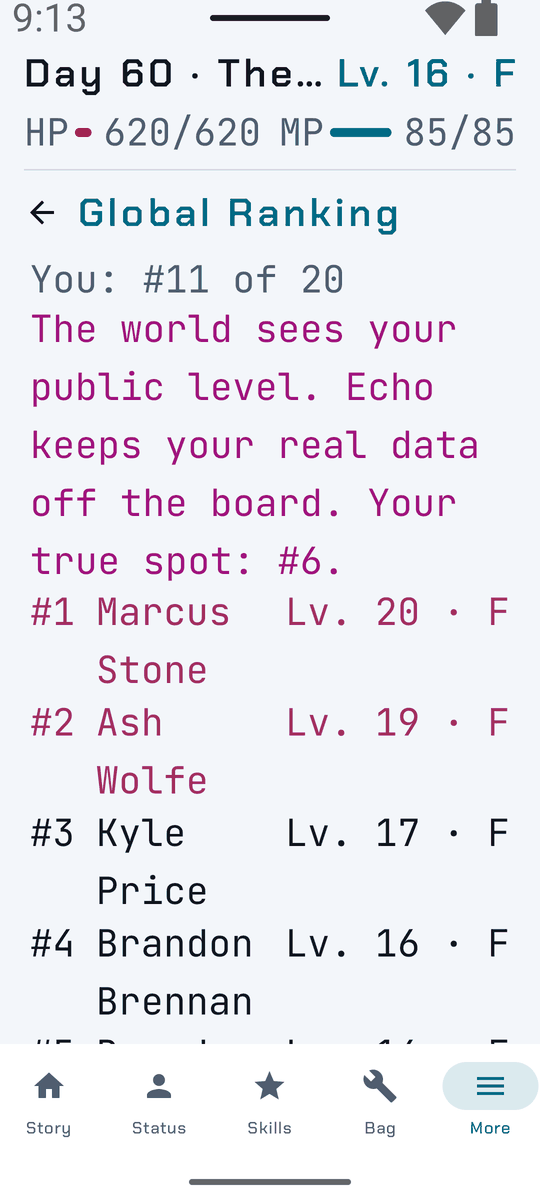 9:13
Day 60 · The… Lv. 16 · F
HP 620/620 MP 85/85
← Global Ranking
You: #11 of 20
The world sees your
public level. Echo
keeps your real data
off the board. Your
true spot: #6.
#1 Marcus Lv. 20 · F
Stone
#2 Ash Lv. 19 · F
Wolfe
#3 Kyle Lv. 17 · F
Price
#4 Brandon Lv. 16 · F
Brennan
Story Status Skills Bag More